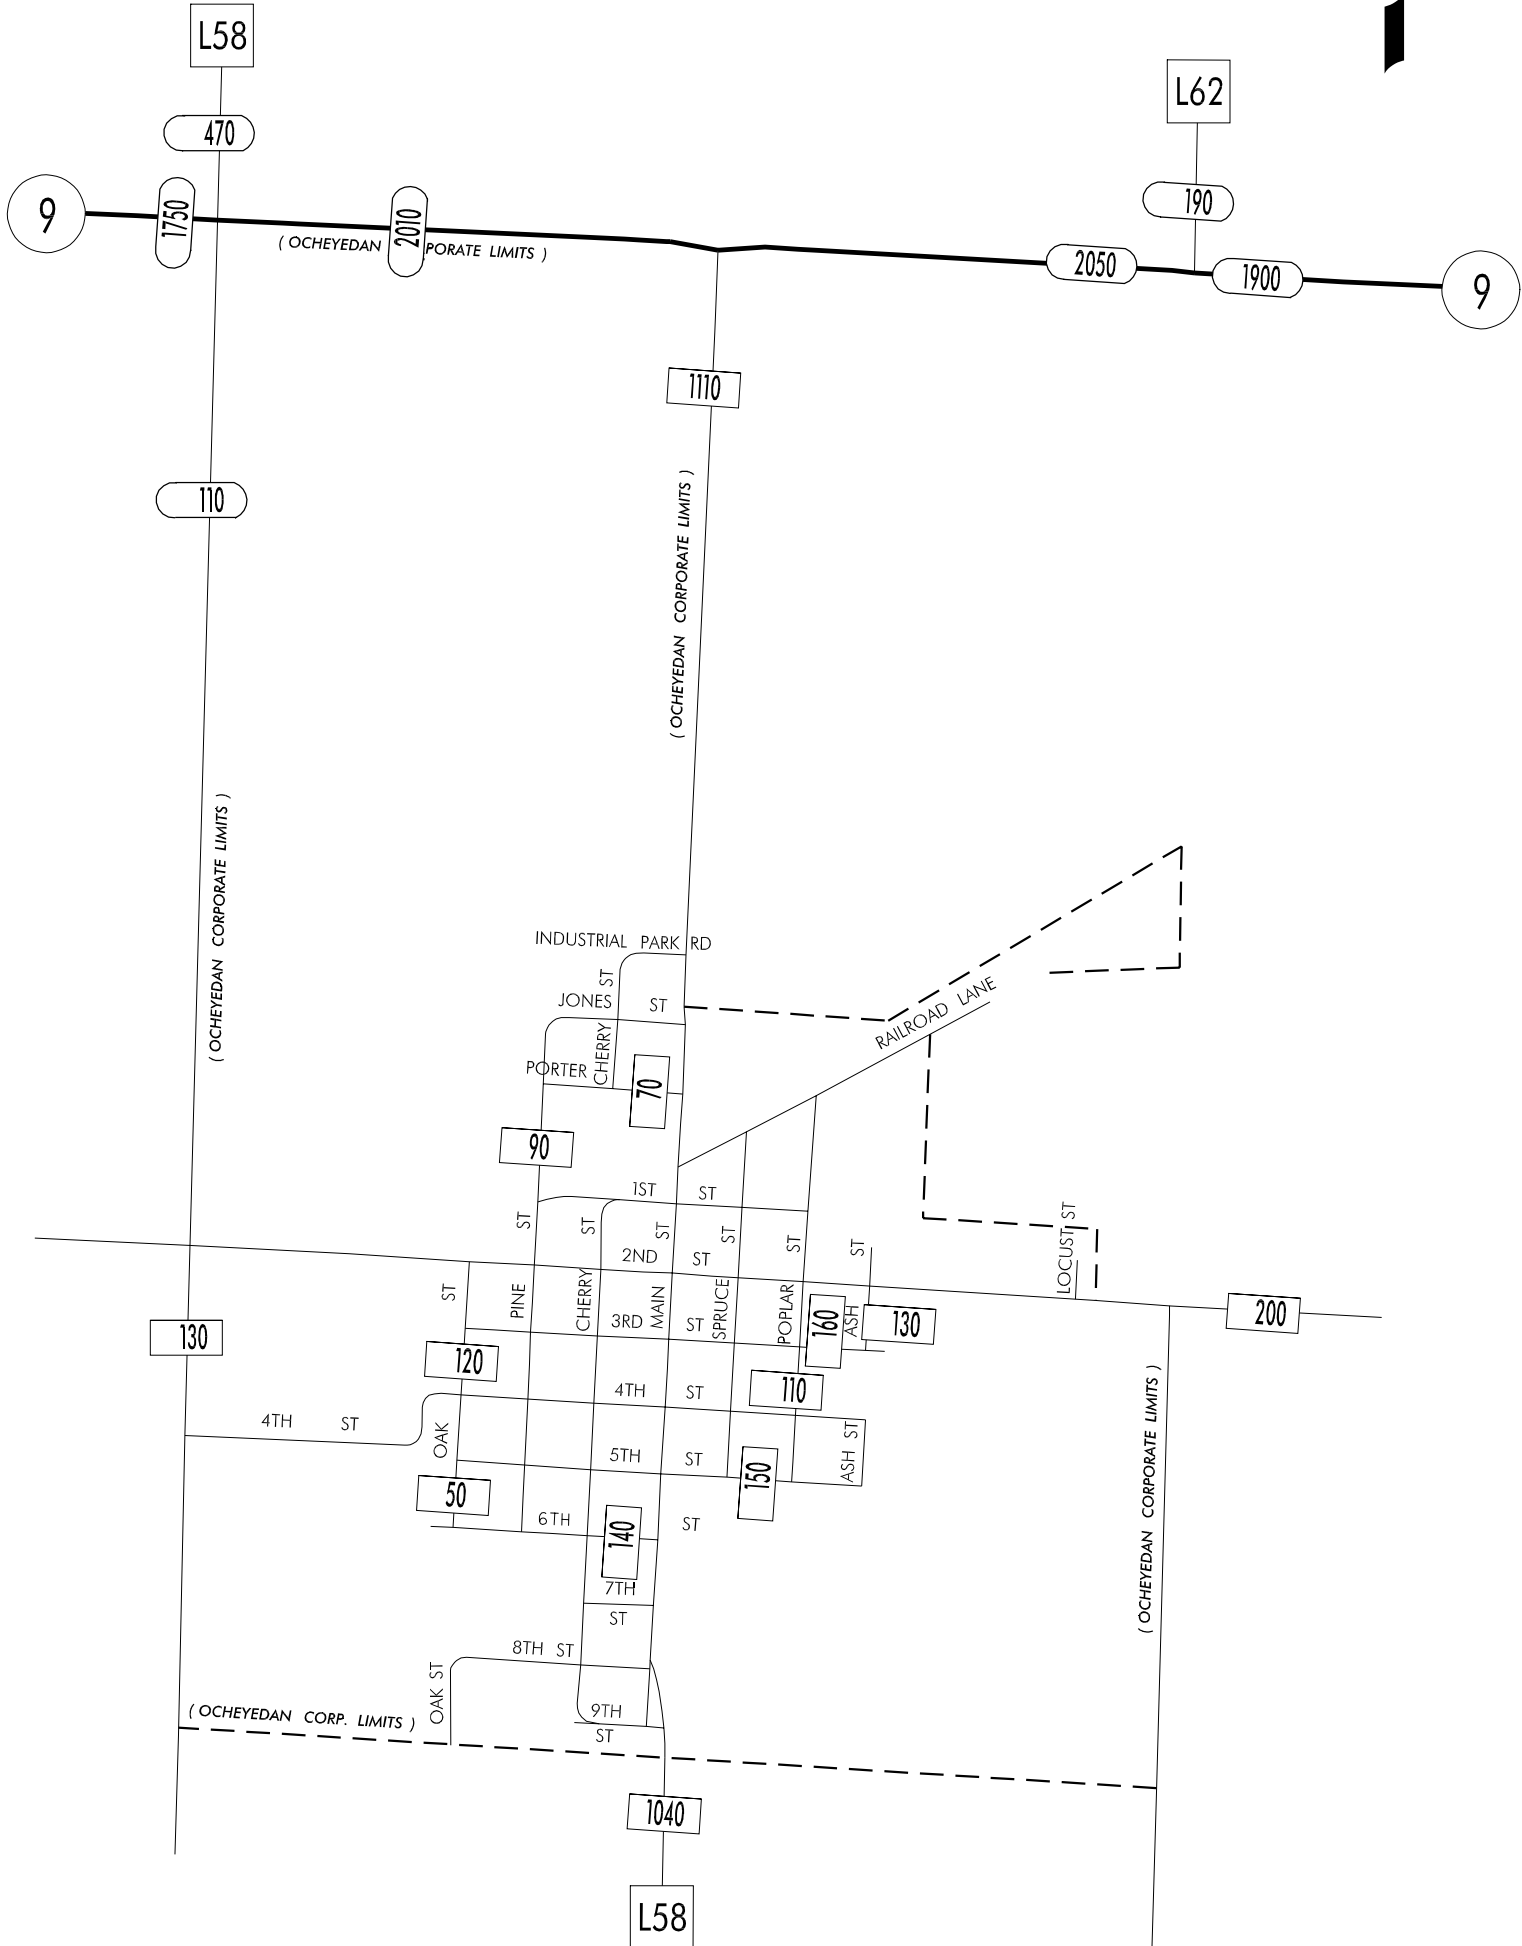 L58
L62
470
190
9
1750
2010
( OCHEYEDAN PORATE LIMITS )
2050
1900
9
1110
110
( OCHEYEDAN CORPORATE LIMITS )
( OCHEYEDAN CORPORATE LIMITS )
INDUSTRIAL PARK RD
CHERRY ST
JONES ST
RAILROAD LANE
PORTER
70
90
1ST ST
PINE ST
CHERRY ST
MAIN ST
SPRUCE ST
POPLAR ST
ASH ST
LOCUST ST
2ND ST
OAK ST
3RD ST
160
130
200
130
120
110
4TH ST
4TH ST
( OCHEYEDAN CORPORATE LIMITS )
5TH ST
ASH ST
50
150
6TH ST
140
7TH
ST
8TH ST
OAK ST
( OCHEYEDAN CORP. LIMITS )
9TH
ST
1040
L58